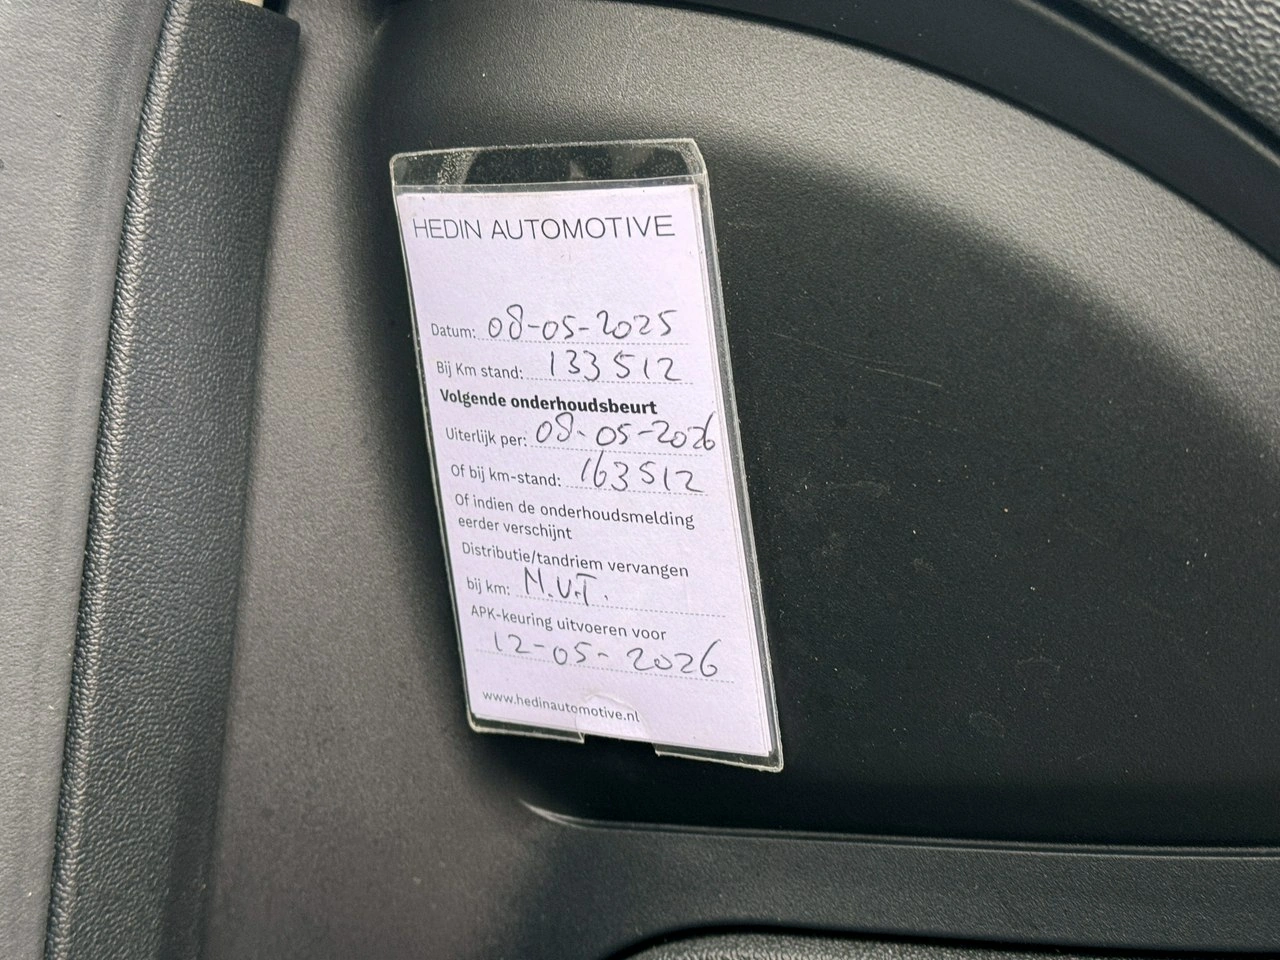 HEDIN AUTOMOTIVE
Datum: 08-05-2025
Bij Km stand: 133512
Volgende onderhoudsbeurt
Uiterlijk per: 08-05-2026
Of bij km-stand: 163512
Of indien de onderhoudsmelding
eerder verschijnt
Distributie/tandriem vervangen
bij km: N.V.T.
APK-keuring uitvoeren voor
12-05-2026
www.hedinautomotive.nl